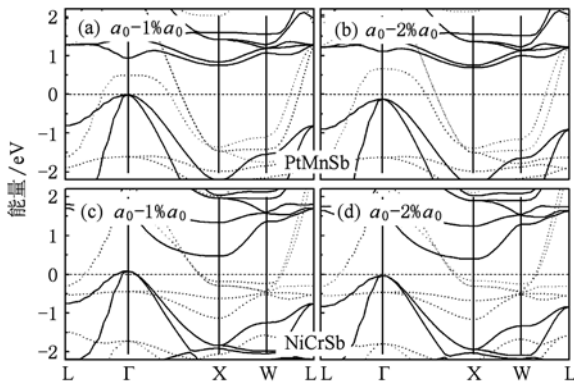 (a) a₀−1%a₀
(b) a₀−2%a₀
2
1
0
−1
−2
PtMnSb
能量/eV
(c) a₀−1%a₀
(d) a₀−2%a₀
2
1
0
−1
−2
NiCrSb
L Γ X W L Γ X W L